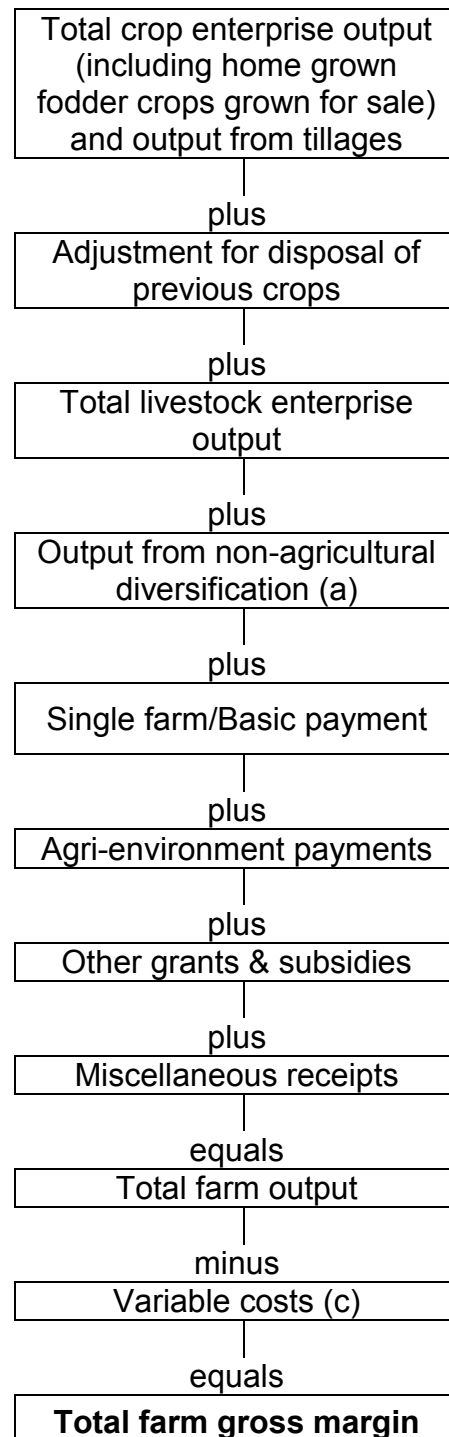 Total crop enterprise output
(including home grown
fodder crops grown for sale)
and output from tillages
plus
Adjustment for disposal of
previous crops
plus
Total livestock enterprise
output
plus
Output from non-agricultural
diversification (a)
plus
Single farm/Basic payment
plus
Agri-environment payments
plus
Other grants & subsidies
plus
Miscellaneous receipts
equals
Total farm output
minus
Variable costs (c)
equals
Total farm gross margin